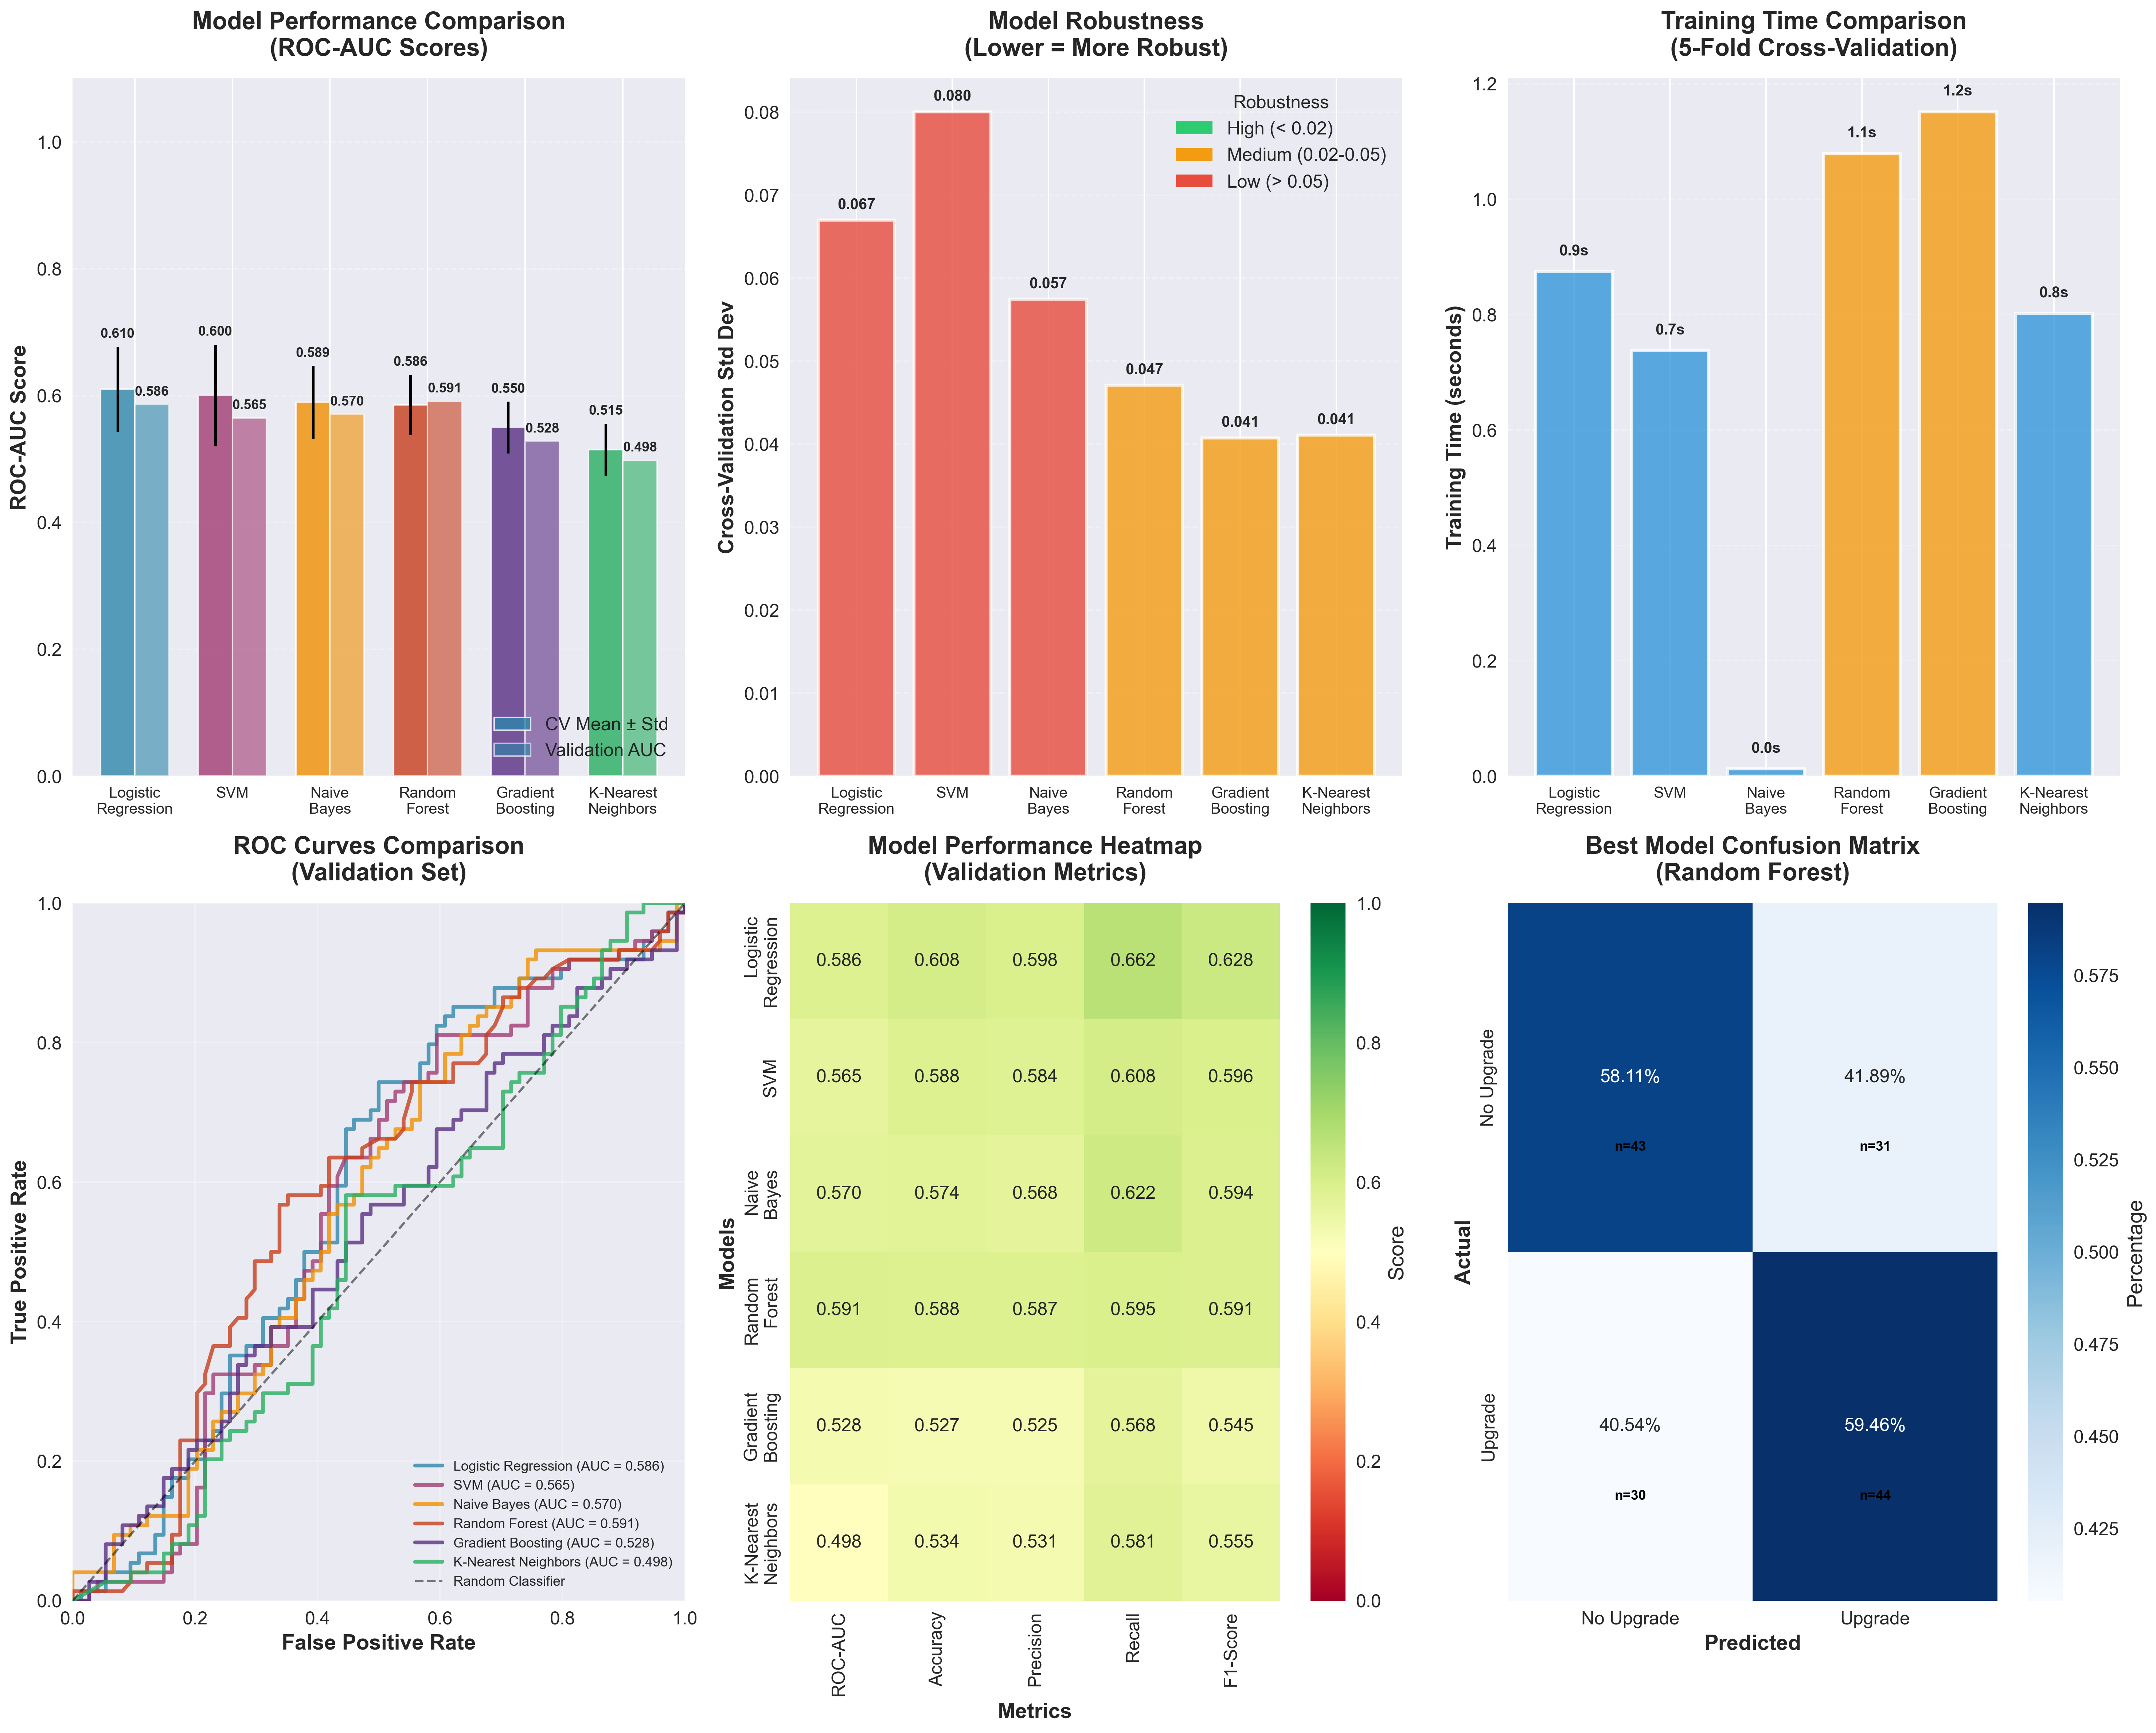 Model Performance Comparison
(ROC-AUC Scores)
ROC-AUC Score
1.0
0.8
0.6
0.4
0.2
0.0
0.610
0.586
0.600
0.565
0.589
0.570
0.586
0.591
0.550
0.528
0.515
0.498
CV Mean ± Std
Validation AUC
Logistic
Regression
SVM
Naive
Bayes
Random
Forest
Gradient
Boosting
K-Nearest
Neighbors
Model Robustness
(Lower = More Robust)
Cross-Validation Std Dev
0.08
0.07
0.06
0.05
0.04
0.03
0.02
0.01
0.00
0.067
0.080
0.057
0.047
0.041
0.041
Robustness
High (< 0.02)
Medium (0.02-0.05)
Low (> 0.05)
Logistic
Regression
SVM
Naive
Bayes
Random
Forest
Gradient
Boosting
K-Nearest
Neighbors
Training Time Comparison
(5-Fold Cross-Validation)
Training Time (seconds)
1.2
1.0
0.8
0.6
0.4
0.2
0.0
0.9s
0.7s
0.0s
1.1s
1.2s
0.8s
Logistic
Regression
SVM
Naive
Bayes
Random
Forest
Gradient
Boosting
K-Nearest
Neighbors
ROC Curves Comparison
(Validation Set)
True Positive Rate
1.0
0.8
0.6
0.4
0.2
0.0
Logistic Regression (AUC = 0.586)
SVM (AUC = 0.565)
Naive Bayes (AUC = 0.570)
Random Forest (AUC = 0.591)
Gradient Boosting (AUC = 0.528)
K-Nearest Neighbors (AUC = 0.498)
Random Classifier
0.0 0.2 0.4 0.6 0.8 1.0
False Positive Rate
Model Performance Heatmap
(Validation Metrics)
Models
Logistic
Regression
0.586 0.608 0.598 0.662 0.628
SVM
0.565 0.588 0.584 0.608 0.596
Naive
Bayes
0.570 0.574 0.568 0.622 0.594
Random
Forest
0.591 0.588 0.587 0.595 0.591
Gradient
Boosting
0.528 0.527 0.525 0.568 0.545
K-Nearest
Neighbors
0.498 0.534 0.531 0.581 0.555
ROC-AUC
Accuracy
Precision
Recall
F1-Score
Metrics
1.0
0.8
0.6
0.4
0.2
0.0
Score
Best Model Confusion Matrix
(Random Forest)
Actual
No Upgrade
58.11% 41.89%
n=43 n=31
Upgrade
40.54% 59.46%
n=30 n=44
No Upgrade Upgrade
Predicted
0.575
0.550
0.525
0.500
0.475
0.450
0.425
Percentage